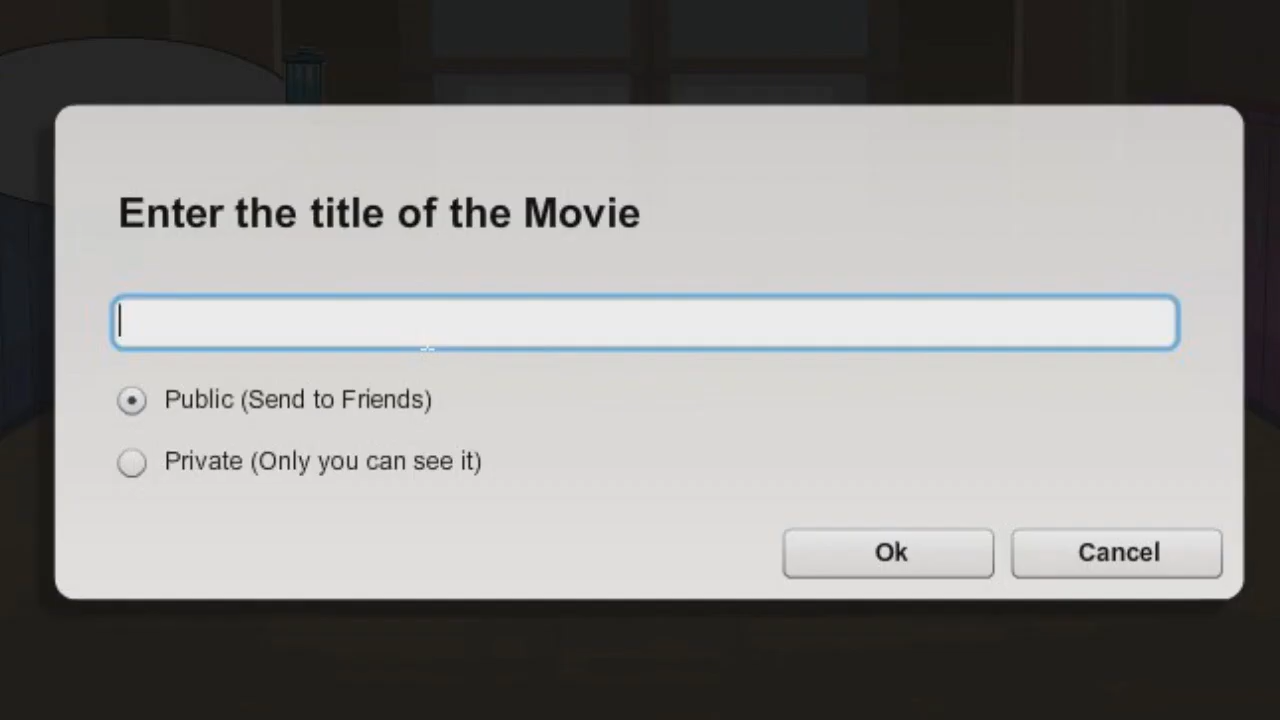 Enter the title of the Movie
Public (Send to Friends)
Private (Only you can see it)
Ok Cancel